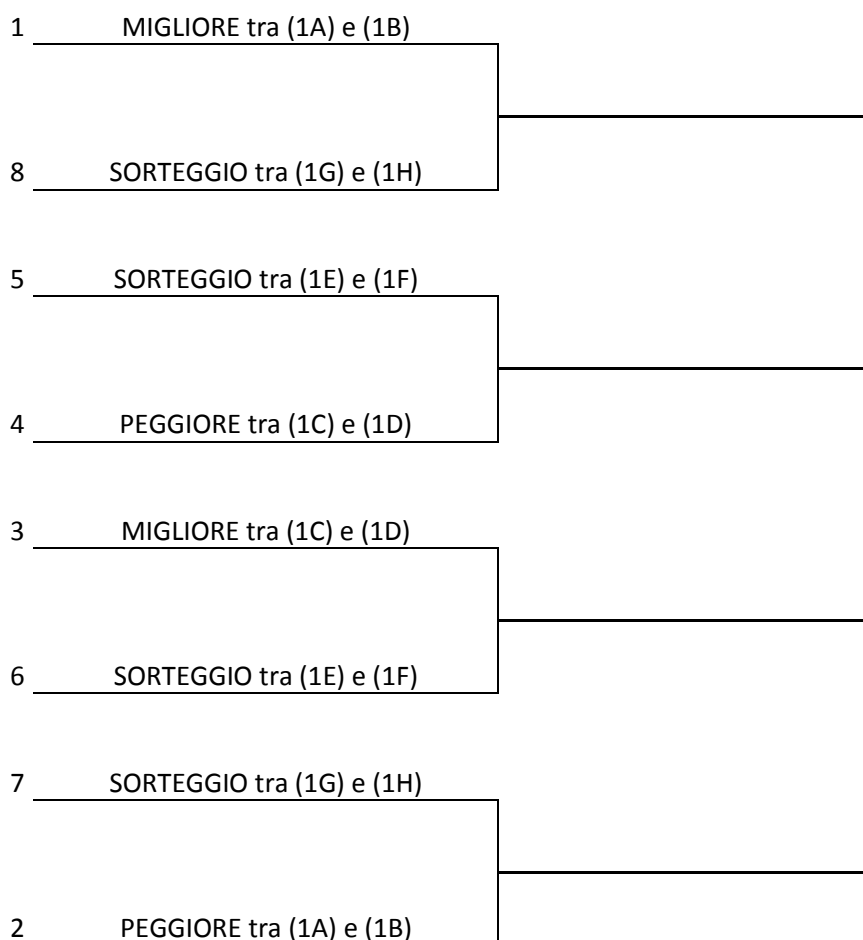 1 MIGLIORE tra (1A) e (1B)
8 SORTEGGIO tra (1G) e (1H)
5 SORTEGGIO tra (1E) e (1F)
4 PEGGIORE tra (1C) e (1D)
3 MIGLIORE tra (1C) e (1D)
6 SORTEGGIO tra (1E) e (1F)
7 SORTEGGIO tra (1G) e (1H)
2 PEGGIORE tra (1A) e (1B)